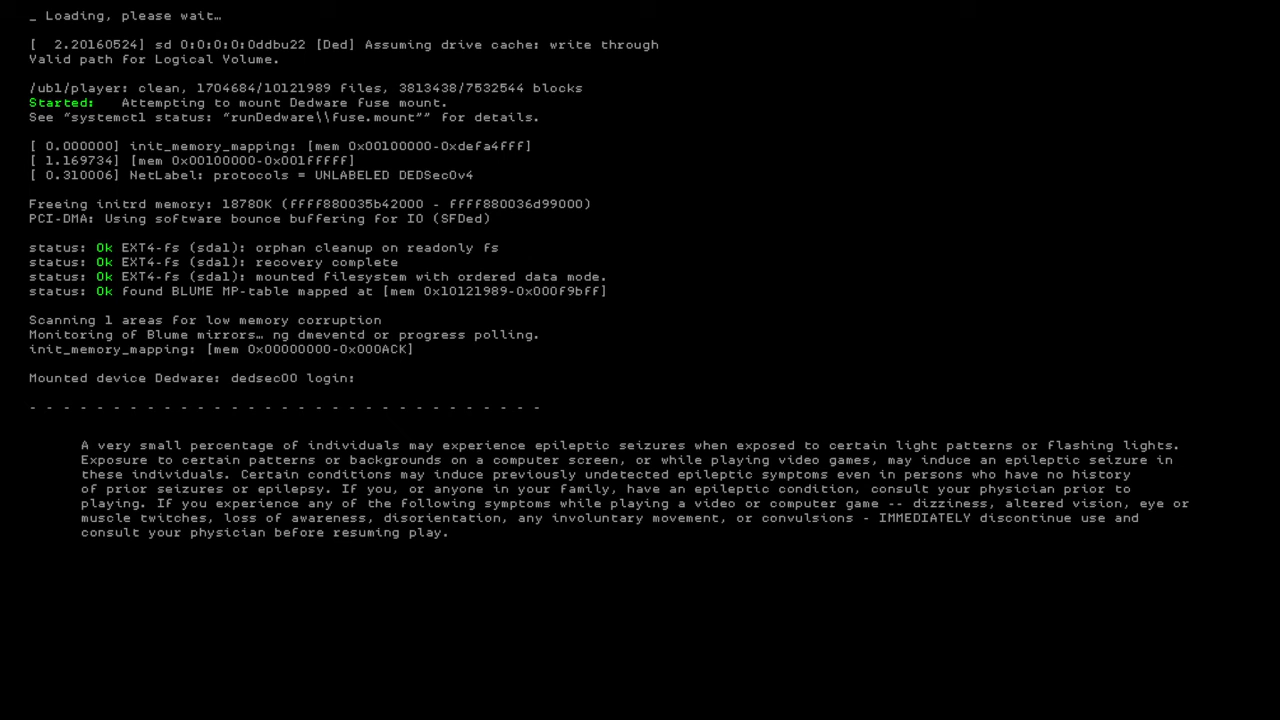 _ Loading, please wait…
[  2.20160524] sd 0:0:0:0:0ddbu22 [Ded] Assuming drive cache: write through
Valid path for Logical Volume.
/ubl/player: clean, 1704684/10121989 files, 3813438/7532544 blocks
Started:   Attempting to mount Dedware fuse mount.
See “systemctl status: “runDedware\\fuse.mount”” for details.
[ 0.000000] init_memory_mapping: [mem 0x00100000-0xdefa4fff]
[ 1.169734] [mem 0x00100000-0x001fffff]
[ 0.310006] NetLabel: protocols = UNLABELED DEDSec0v4
Freeing initrd memory: 18780K (ffff880035b42000 - ffff880036d99000)
PCI-DMA: Using software bounce buffering for IO (SFDed)
status: Ok EXT4-fs (sda1): orphan cleanup on readonly fs
status: Ok EXT4-fs (sda1): recovery complete
status: Ok EXT4-fs (sda1): mounted filesystem with ordered data mode.
status: Ok found BLUME MP-table mapped at [mem 0x10121989-0x000f9bff]
Scanning 1 areas for low memory corruption
Monitoring of Blume mirrors… ng dmeventd or progress polling.
init_memory_mapping: [mem 0x00000000-0x000ACK]
Mounted device Dedware: dedsec00 login:
- - - - - - - - - - - - - - - - - - - - - - - - - - - - - - -
A very small percentage of individuals may experience epileptic seizures when exposed to certain light patterns or flashing lights.
Exposure to certain patterns or backgrounds on a computer screen, or while playing video games, may induce an epileptic seizure in
these individuals. Certain conditions may induce previously undetected epileptic symptoms even in persons who have no history
of prior seizures or epilepsy. If you, or anyone in your family, have an epileptic condition, consult your physician prior to
playing. If you experience any of the following symptoms while playing a video or computer game -- dizziness, altered vision, eye or
muscle twitches, loss of awareness, disorientation, any involuntary movement, or convulsions - IMMEDIATELY discontinue use and
consult your physician before resuming play.